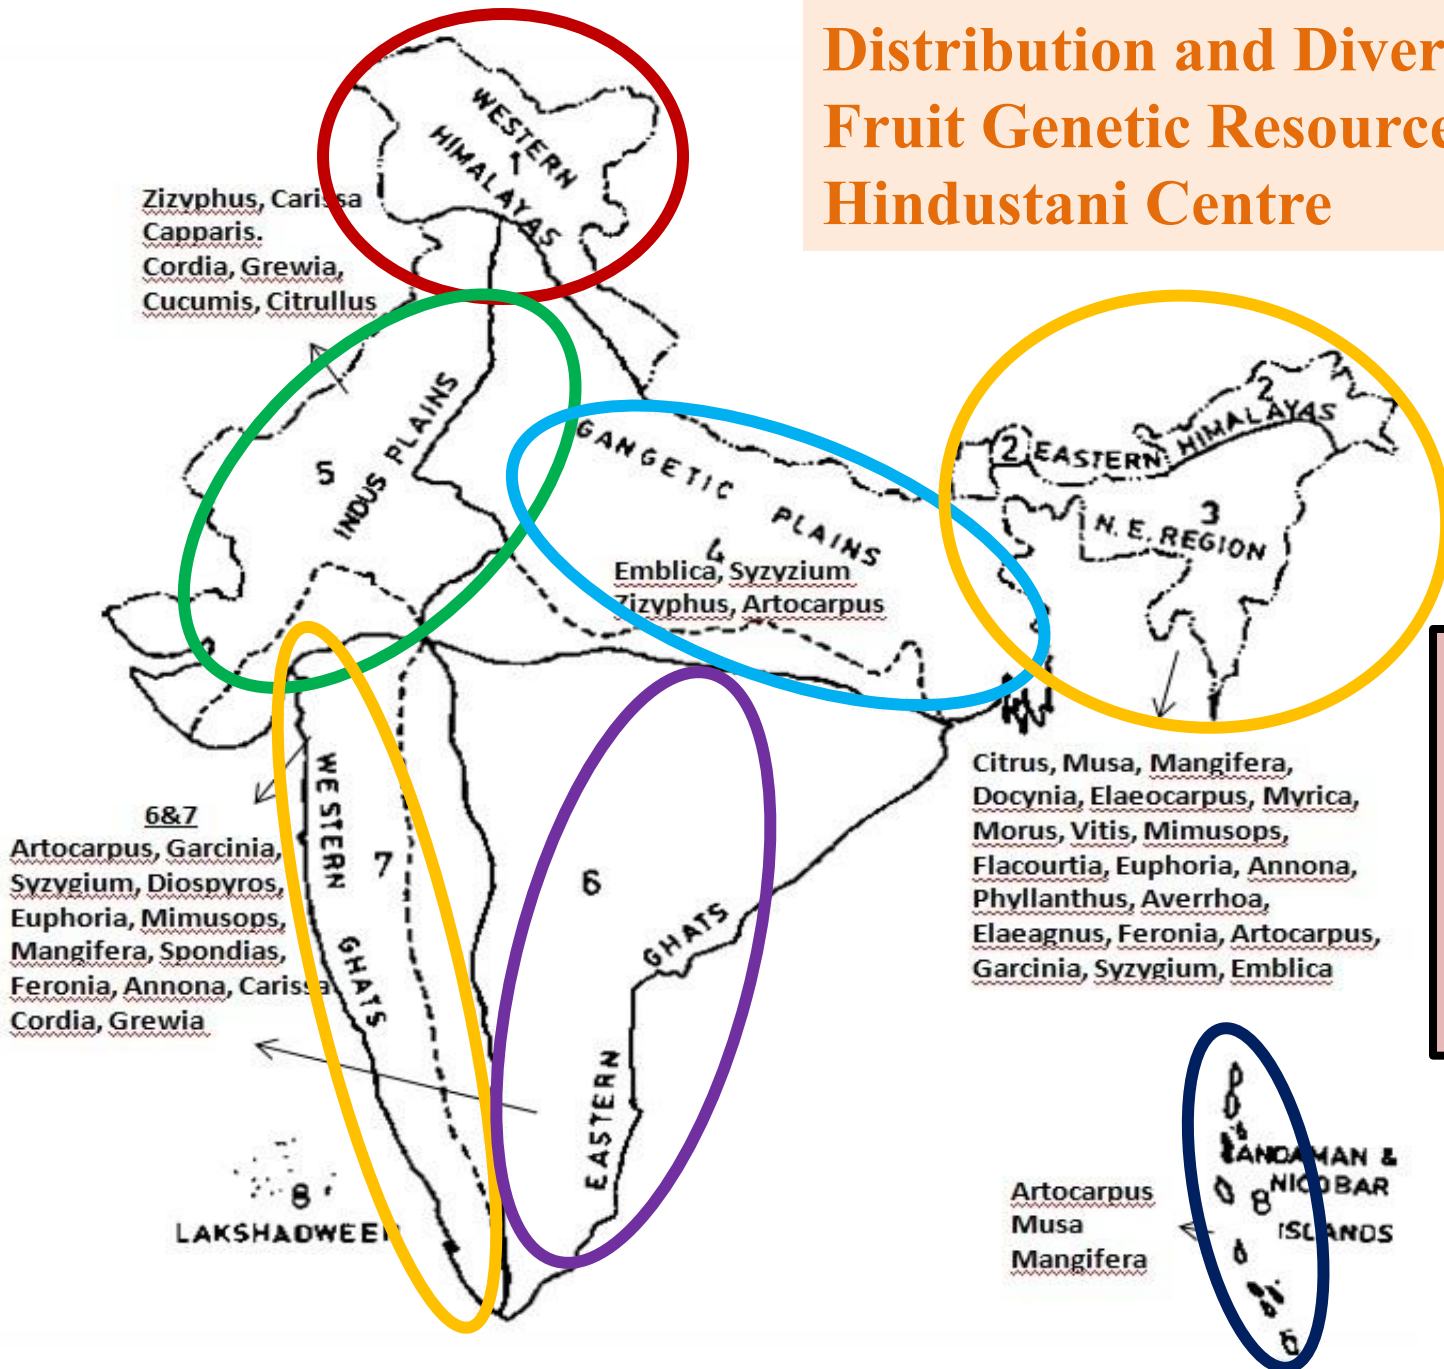 Distribution and Diver
Fruit Genetic Resource
Hindustani Centre
WESTERN
HIMALAYAS
1
Zizyphus, Carissa
Capparis.
Cordia, Grewia,
Cucumis, Citrullus
5
INDUS PLAINS
GANGETIC PLAINS
4
Emblica, Syzyzium
Zizyphus, Artocarpus
2
2 EASTERN HIMALAYAS
3
N. E. REGION
Citrus, Musa, Mangifera,
Docynia, Elaeocarpus, Myrica,
Morus, Vitis, Mimusops,
Flacourtia, Euphoria, Annona,
Phyllanthus, Averrhoa,
Elaeagnus, Feronia, Artocarpus,
Garcinia, Syzygium, Emblica
6&7
Artocarpus, Garcinia,
Syzygium, Diospyros,
Euphoria, Mimusops,
Mangifera, Spondias,
Feronia, Annona, Carissa
Cordia, Grewia
WESTERN GHATS
7
6
EASTERN GHATS
8
LAKSHADWEEP
Artocarpus
Musa
Mangifera
ANDAMAN &
8 NICOBAR
ISLANDS